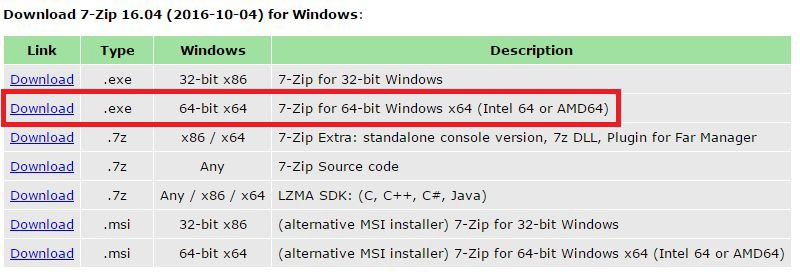 Download 7-Zip 16.04 (2016-10-04) for Windows:
Link Type Windows Description
Download .exe 32-bit x86 7-Zip for 32-bit Windows
Download .exe 64-bit x64 7-Zip for 64-bit Windows x64 (Intel 64 or AMD64)
Download .7z x86 / x64 7-Zip Extra: standalone console version, 7z DLL, Plugin for Far Manager
Download .7z Any 7-Zip Source code
Download .7z Any / x86 / x64 LZMA SDK: (C, C++, C#, Java)
Download .msi 32-bit x86 (alternative MSI installer) 7-Zip for 32-bit Windows
Download .msi 64-bit x64 (alternative MSI installer) 7-Zip for 64-bit Windows x64 (Intel 64 or AMD64)